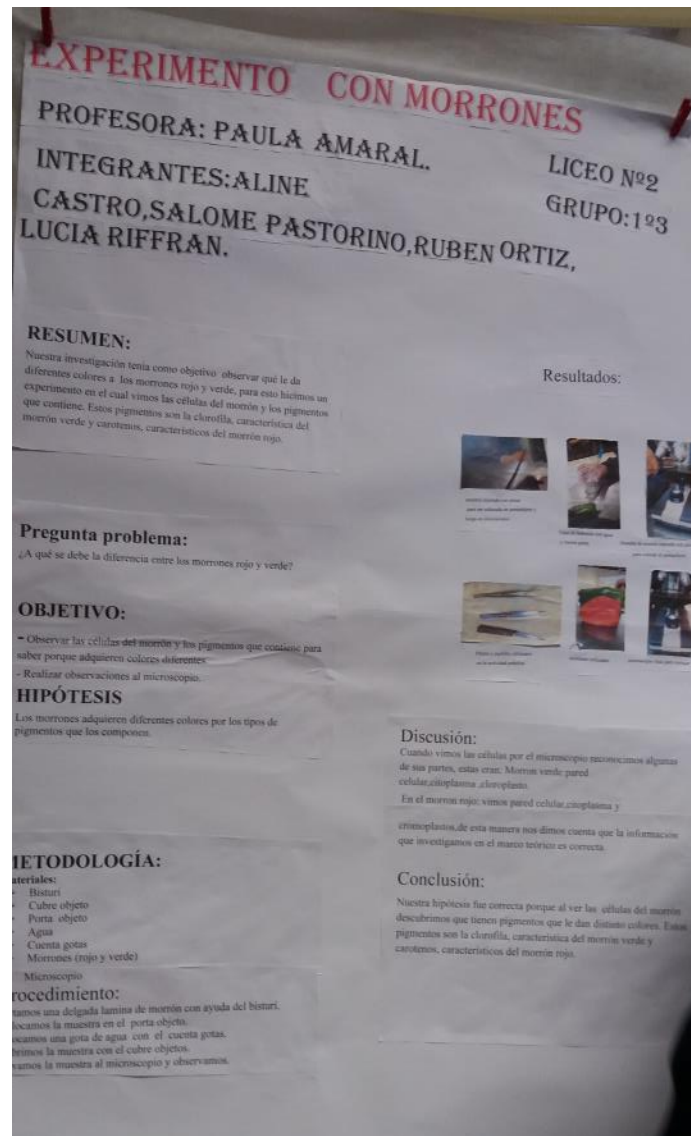 EXPERIMENTO CON MORRONES
PROFESORA: PAULA AMARAL.
LICEO Nº2
INTEGRANTES:ALINE
GRUPO:1º3
CASTRO,SALOME PASTORINO,RUBEN ORTIZ,
LUCIA RIFFRAN.
RESUMEN:
Nuestra investigación tenía como objetivo observar qué le da
diferentes colores a los morrones rojo y verde, para esto hicimos un
experimento en el cual vimos las células del morrón y los pigmentos
que contiene. Estos pigmentos son la clorofila, característica del
morrón verde y carotenos, característicos del morrón rojo.
Pregunta problema:
¿A qué se debe la diferencia entre los morrones rojo y verde?
OBJETIVO:
- Observar las células del morrón y los pigmentos que contiene para
saber porque adquieren colores diferentes
- Realizar observaciones al microscopio.
HIPÓTESIS
Los morrones adquieren diferentes colores por los tipos de
pigmentos que los componen.
METODOLOGÍA:
ateriales:
Bisturí
Cubre objeto
Porta objeto
Agua
Cuenta gotas
Morrones (rojo y verde)
Microscopio
rocedimiento:
tamos una delgada lamina de morrón con ayuda del bisturí.
locamos la muestra en el porta objeto.
ocamos una gota de agua con el cuenta gotas.
brimos la muestra con el cubre objetos.
vamos la muestra al microscopio y observamos.
Resultados:
Discusión:
Cuando vimos las células por el microscopio reconocimos algunas
de sus partes, estas eran: Morron verde pared
celular,citoplasma ,cloroplasto.
En el morron rojo: vimos pared celular,citoplasma y
cromoplastos,de esta manera nos dimos cuenta que la información
que investigamos en el marco teórico es correcta.
Conclusión:
Nuestra hipótesis fue correcta porque al ver las células del morrón
descubrimos que tienen pigmentos que le dan distinto colores. Estos
pigmentos son la clorofila, característica del morrón verde y
carotenos, característicos del morrón rojo.